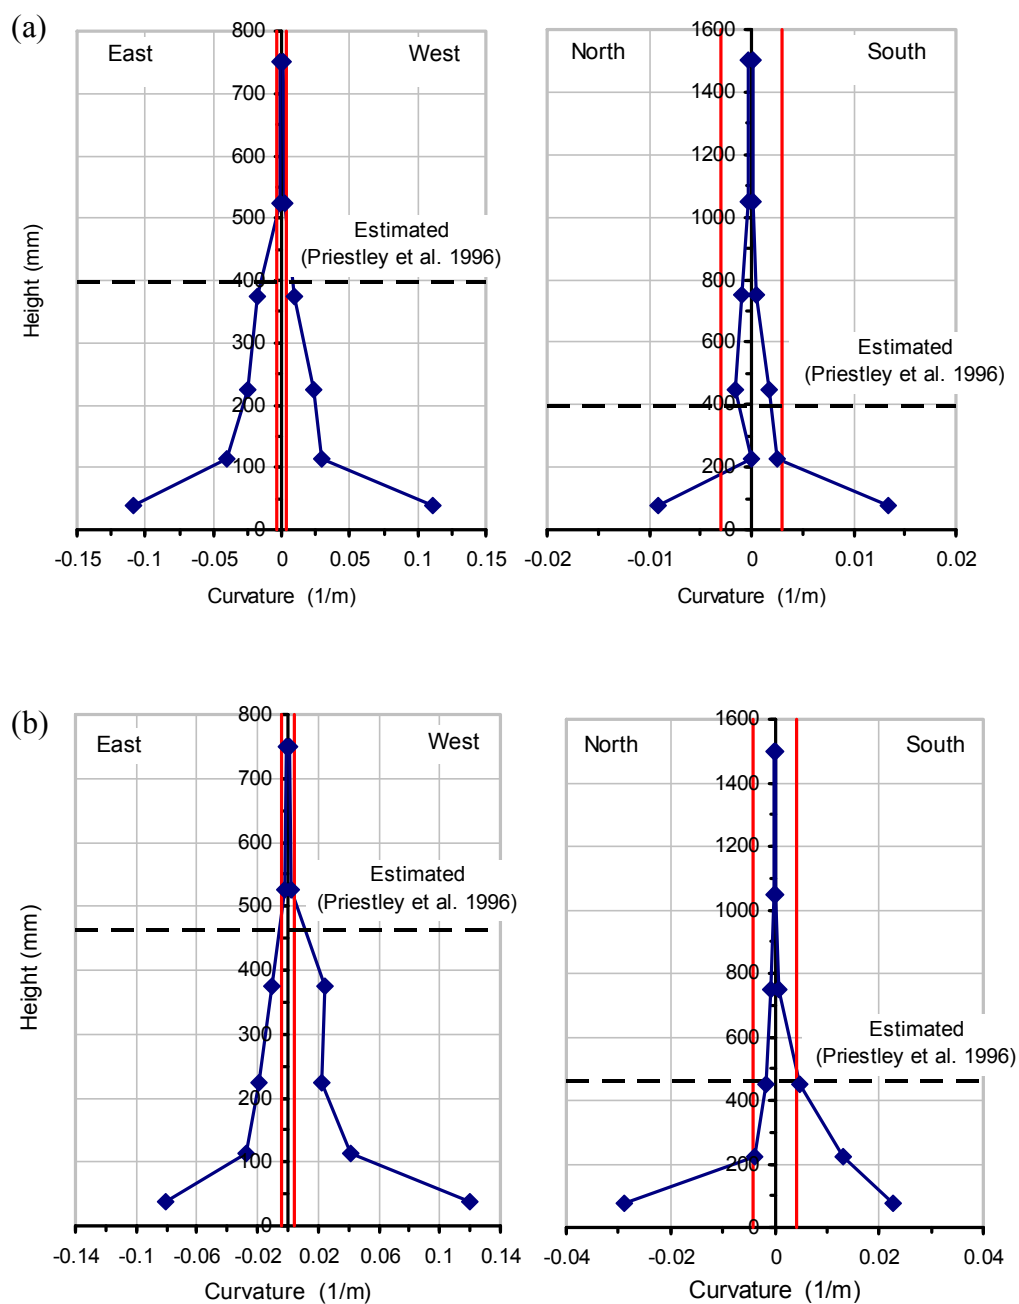 (a)
800
700
600
500
400
300
200
100
0
East
West
Estimated
(Priestley et al. 1996)
Height (mm)
-0.15 -0.1 -0.05 0 0.05 0.1 0.15
Curvature (1/m)
1600
1400
1200
1000
800
600
400
200
0
North
South
Estimated
(Priestley et al. 1996)
-0.02 -0.01 0 0.01 0.02
Curvature (1/m)
(b)
800
700
600
500
400
300
200
100
0
East
West
Estimated
(Priestley et al. 1996)
Height (mm)
-0.14 -0.1 -0.06 -0.02 0.02 0.06 0.1 0.14
Curvature (1/m)
1600
1400
1200
1000
800
600
400
200
0
North
South
Estimated
(Priestley et al. 1996)
-0.04 -0.02 0 0.02 0.04
Curvature (1/m)